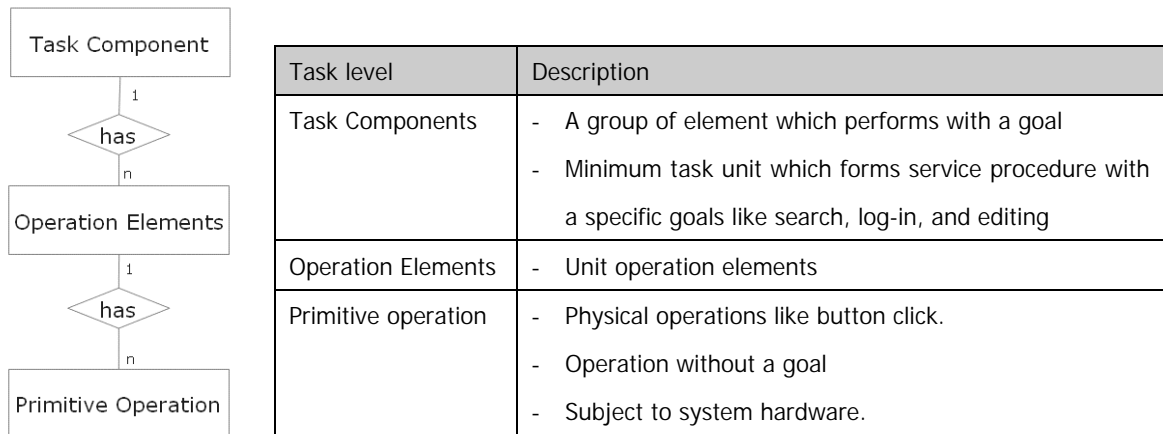 Task Component
1
has
n
Operation Elements
1
has
n
Primitive Operation
Task level Description
Task Components - A group of element which performs with a goal
- Minimum task unit which forms service procedure with
a specific goals like search, log-in, and editing
Operation Elements - Unit operation elements
Primitive operation - Physical operations like button click.
- Operation without a goal
- Subject to system hardware.